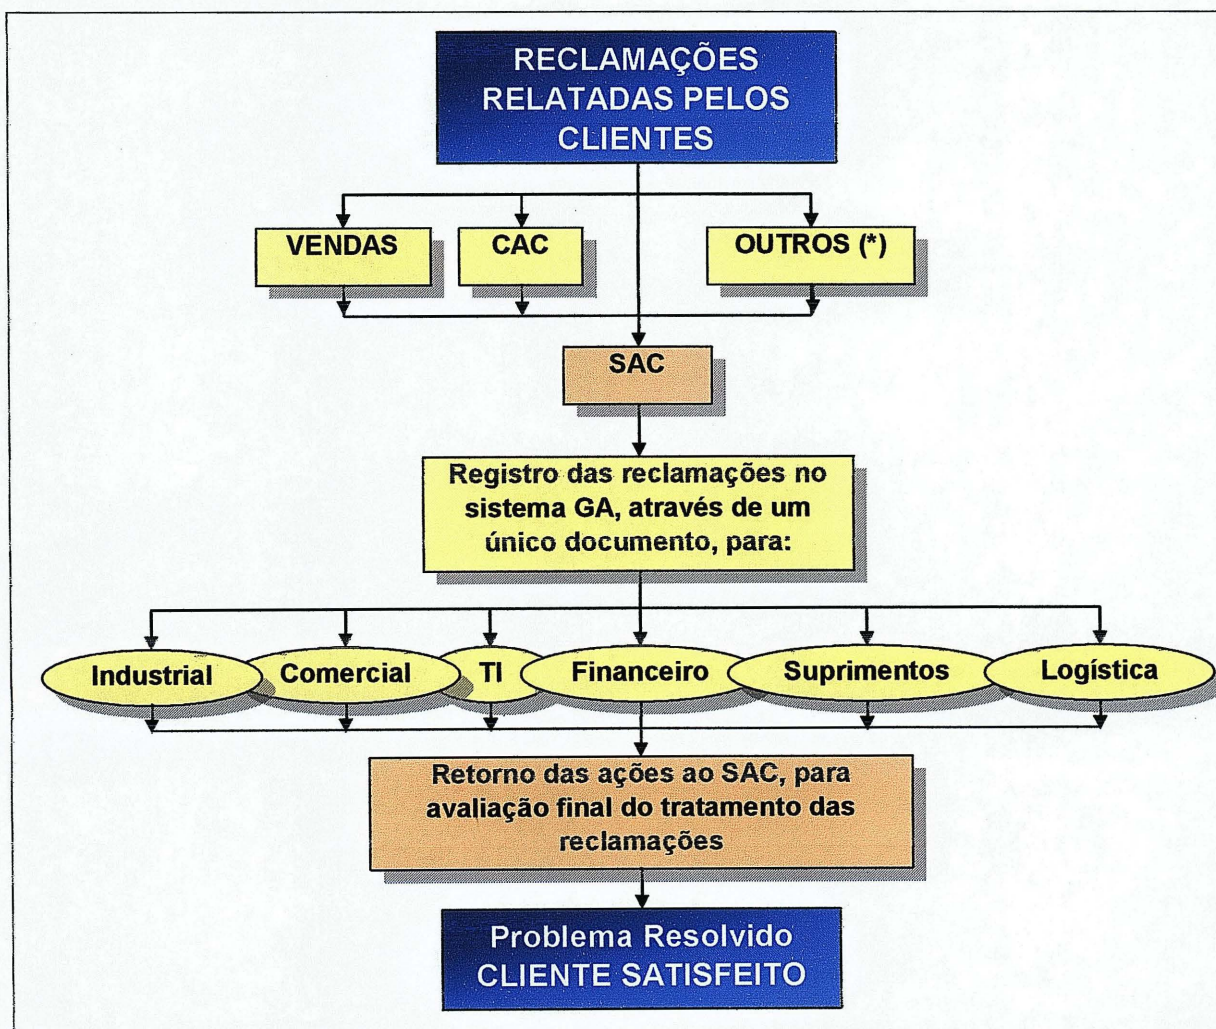 RECLAMAÇÕES
RELATADAS PELOS
CLIENTES
VENDAS
CAC
OUTROS (*)
SAC
Registro das reclamações no
sistema GA, através de um
único documento, para:
Industrial
Comercial
TI
Financeiro
Suprimentos
Logística
Retorno das ações ao SAC, para
avaliação final do tratamento das
reclamações
Problema Resolvido
CLIENTE SATISFEITO